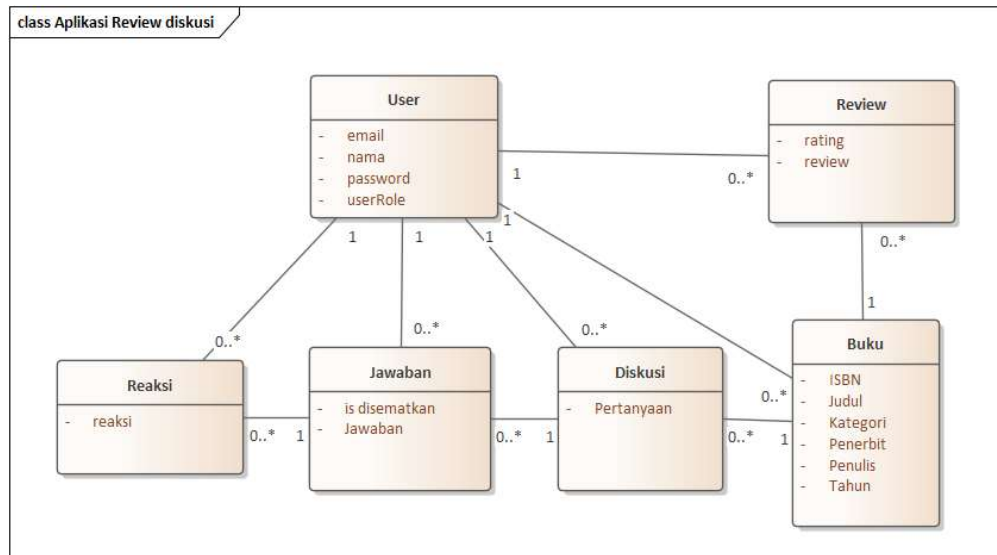 class Aplikasi Review diskusi
User
- email
- nama
- password
- userRole
Review
- rating
- review
1
0..*
1
1
1
1
0..*
1
0..*
0..*
0..*
0..*
Reaksi
- reaksi
0..*
1
Jawaban
- is disematkan
- Jawaban
0..*
1
Diskusi
- Pertanyaan
0..*
1
Buku
- ISBN
- Judul
- Kategori
- Penerbit
- Penulis
- Tahun